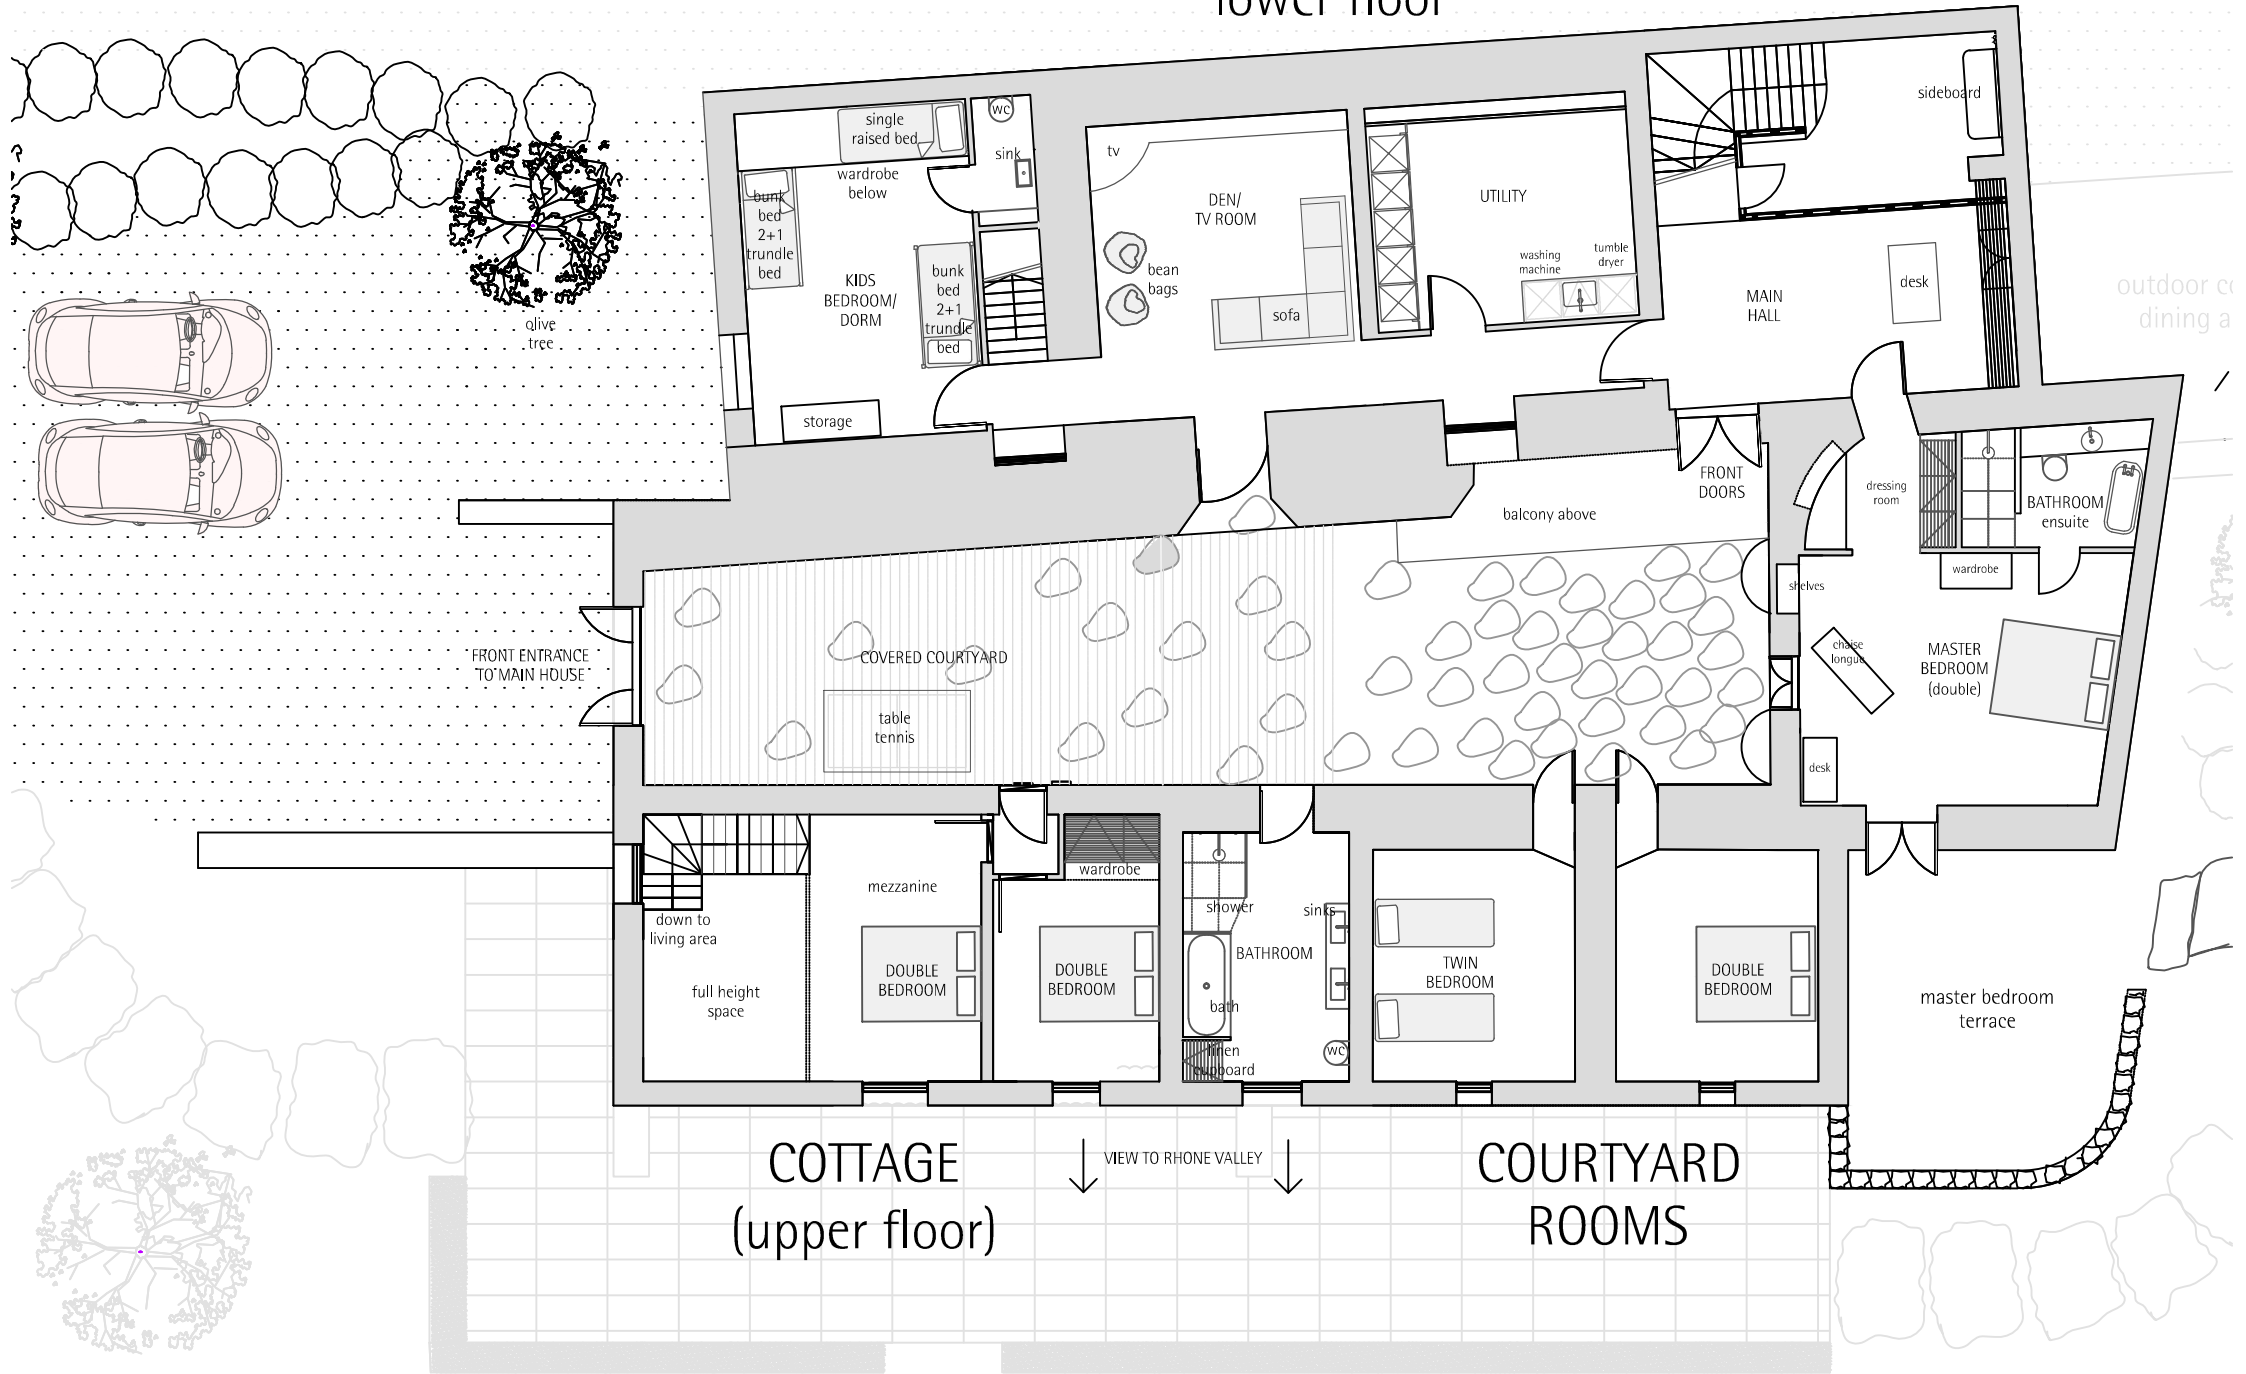 lower floor
single
raised bed
wc
sink
wardrobe
below
bunk
bed
2+1
trundle
bed
KIDS
BEDROOM/
DORM
bunk
bed
2+1
trundle
bed
storage
tv
DEN/
TV ROOM
bean
bags
sofa
UTILITY
washing
machine
tumble
dryer
sideboard
MAIN
HALL
desk
outdoor co
dining a
olive
tree
FRONT
DOORS
balcony above
dressing
room
BATHROOM
ensuite
wardrobe
shelves
chaise
longue
MASTER
BEDROOM
(double)
desk
FRONT ENTRANCE
TO MAIN HOUSE
COVERED COURTYARD
table
tennis
mezzanine
down to
living area
full height
space
DOUBLE
BEDROOM
wardrobe
DOUBLE
BEDROOM
shower
sinks
BATHROOM
bath
linen
cupboard
wc
TWIN
BEDROOM
DOUBLE
BEDROOM
master bedroom
terrace
COTTAGE
(upper floor)
VIEW TO RHONE VALLEY
COURTYARD
ROOMS